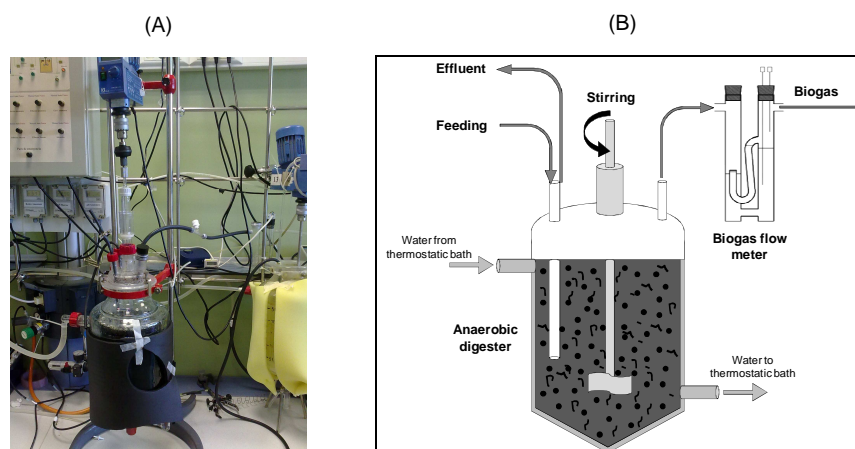 (A)
(B)
Effluent
Feeding
Stirring
Biogas
Biogas flow
meter
Water from
thermostatic bath
Anaerobic
digester
Water to
thermostatic bath